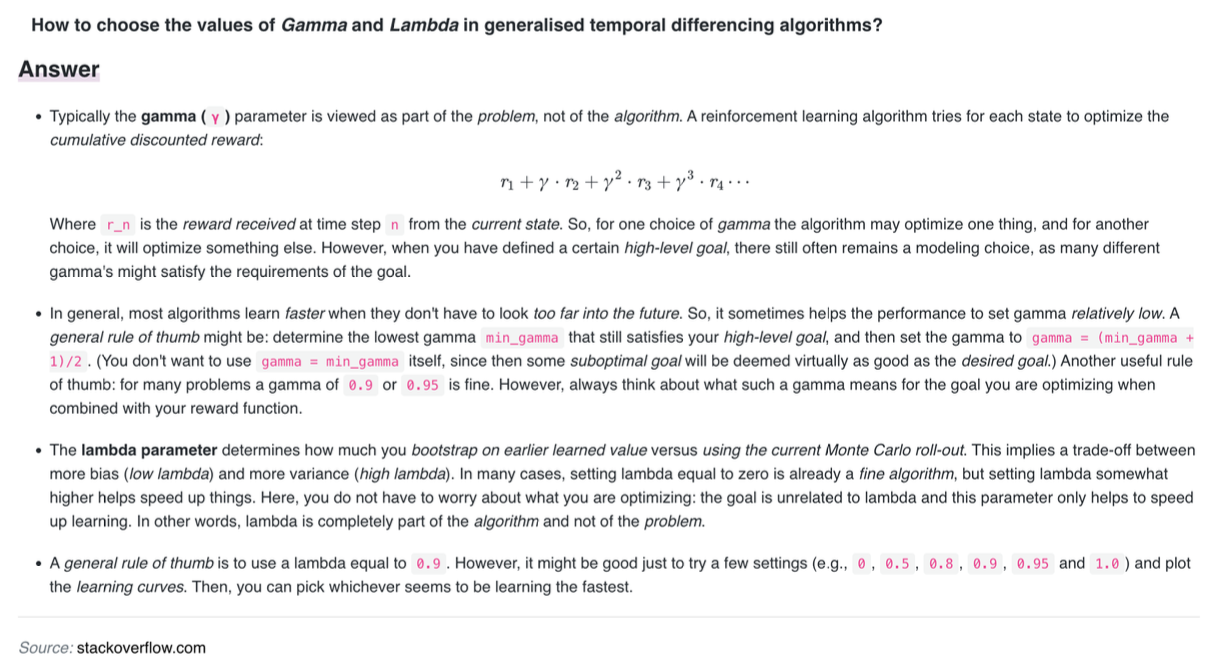 How to choose the values of Gamma and Lambda in generalised temporal differencing algorithms?
Answer
• Typically the gamma ( γ ) parameter is viewed as part of the problem, not of the algorithm. A reinforcement learning algorithm tries for each state to optimize the
cumulative discounted reward:
r₁ + γ · r₂ + γ² · r₃ + γ³ · r₄ ···
Where r_n is the reward received at time step n from the current state. So, for one choice of gamma the algorithm may optimize one thing, and for another
choice, it will optimize something else. However, when you have defined a certain high-level goal, there still often remains a modeling choice, as many different
gamma's might satisfy the requirements of the goal.
• In general, most algorithms learn faster when they don't have to look too far into the future. So, it sometimes helps the performance to set gamma relatively low. A
general rule of thumb might be: determine the lowest gamma min_gamma that still satisfies your high-level goal, and then set the gamma to gamma = (min_gamma +
1)/2 . (You don't want to use gamma = min_gamma itself, since then some suboptimal goal will be deemed virtually as good as the desired goal.) Another useful rule
of thumb: for many problems a gamma of 0.9 or 0.95 is fine. However, always think about what such a gamma means for the goal you are optimizing when
combined with your reward function.
• The lambda parameter determines how much you bootstrap on earlier learned value versus using the current Monte Carlo roll-out. This implies a trade-off between
more bias (low lambda) and more variance (high lambda). In many cases, setting lambda equal to zero is already a fine algorithm, but setting lambda somewhat
higher helps speed up things. Here, you do not have to worry about what you are optimizing: the goal is unrelated to lambda and this parameter only helps to speed
up learning. In other words, lambda is completely part of the algorithm and not of the problem.
• A general rule of thumb is to use a lambda equal to 0.9 . However, it might be good just to try a few settings (e.g., 0 , 0.5 , 0.8 , 0.9 , 0.95 and 1.0 ) and plot
the learning curves. Then, you can pick whichever seems to be learning the fastest.
Source: stackoverflow.com